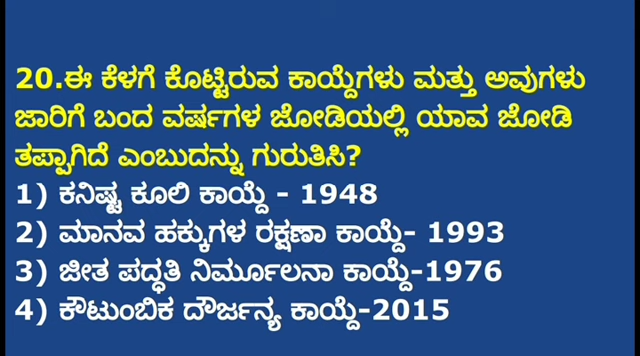 20.ಈ ಕೆಳಗೆ ಕೊಟ್ಟಿರುವ ಕಾಯ್ದೆಗಳು ಮತ್ತು ಅವುಗಳು
ಜಾರಿಗೆ ಬಂದ ವರ್ಷಗಳ ಜೋಡಿಯಲ್ಲಿ ಯಾವ ಜೋಡಿ
ತಪ್ಪಾಗಿದೆ ಎಂಬುದನ್ನು ಗುರುತಿಸಿ?
1) ಕನಿಷ್ಟ ಕೂಲಿ ಕಾಯ್ದೆ - 1948
2) ಮಾನವ ಹಕ್ಕುಗಳ ರಕ್ಷಣಾ ಕಾಯ್ದೆ- 1993
3) ಜೀತ ಪದ್ಧತಿ ನಿರ್ಮೂಲನಾ ಕಾಯ್ದೆ-1976
4) ಕೌಟುಂಬಿಕ ದೌರ್ಜನ್ಯ ಕಾಯ್ದೆ-2015